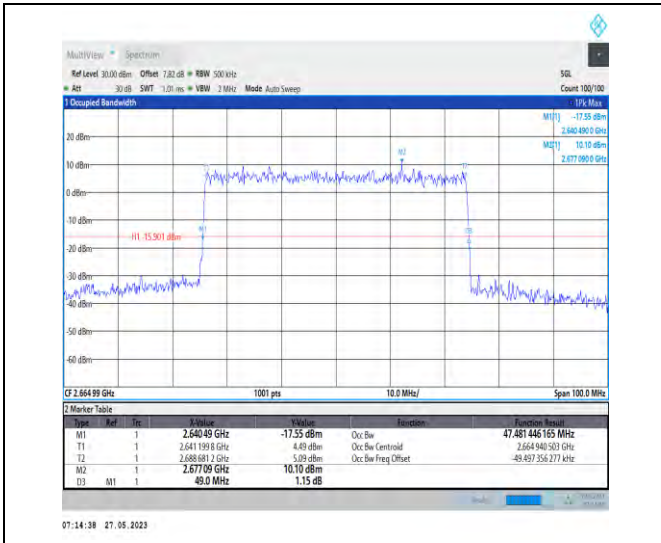 MultiView Spectrum
Ref Level 30.00 dBm Offset 7.82 dB RBW 500 kHz SGL
Att 30 dB SWT 1.01 ms VBW 2 MHz Mode Auto Sweep Count 100/100
1 Occupied Bandwidth 1Pk Max
M1[1] -17.55 dBm
2.640 490 0 GHz
M2[1] 10.10 dBm
2.677 090 0 GHz
20 dBm
M2
10 dBm
0 dBm
-10 dBm
M1
H1 -15.901 dBm
-20 dBm
-30 dBm
-40 dBm
-50 dBm
-60 dBm
CF 2.664 99 GHz 1001 pts 10.0 MHz/ Span 100.0 MHz
2 Marker Table
Type Ref Trc X-Value Y-Value Function Function Result
M1 1 2.640 49 GHz -17.55 dBm Occ Bw 47.481 446 165 MHz
T1 1 2.641 199 8 GHz 4.49 dBm Occ Bw Centroid 2.664 940 503 GHz
T2 1 2.688 681 2 GHz 5.09 dBm Occ Bw Freq Offset -49.497 356 277 kHz
M2 1 2.677 09 GHz 10.10 dBm
D3 M1 1 49.0 MHz 1.15 dB
07:14:38 27.05.2023